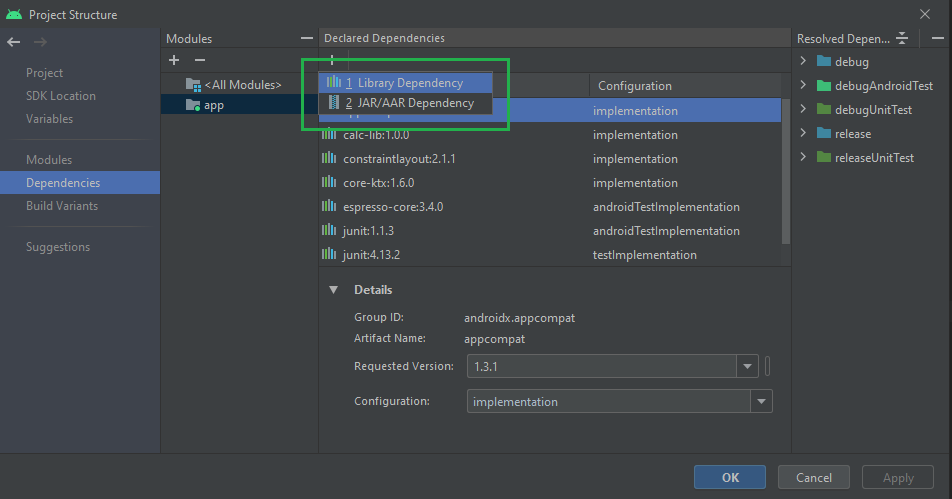 Project Structure
Project
SDK Location
Variables
Modules
Dependencies
Build Variants
Suggestions
Modules
<All Modules>
app
Declared Dependencies
1 Library Dependency
2 JAR/AAR Dependency
Configuration
implementation
calc-lib:1.0.0
implementation
constraintlayout:2.1.1
implementation
core-ktx:1.6.0
implementation
espresso-core:3.4.0
androidTestImplementation
junit:1.1.3
androidTestImplementation
junit:4.13.2
testImplementation
Details
Group ID: androidx.appcompat
Artifact Name: appcompat
Requested Version: 1.3.1
Configuration: implementation
Resolved Depen...
debug
debugAndroidTest
debugUnitTest
release
releaseUnitTest
OK
Cancel
Apply